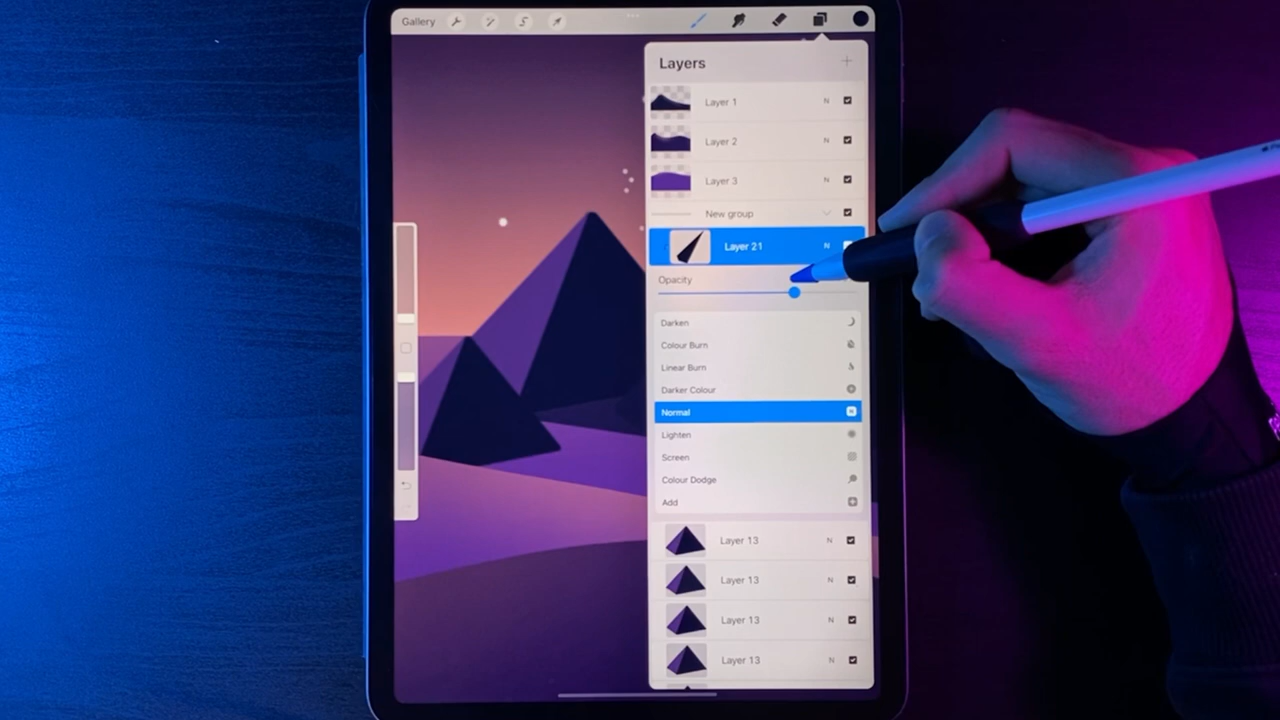 Gallery
Layers
Layer 1 N
Layer 2 N
Layer 3 N
New group
Layer 21 N
Opacity
Darken
Colour Burn
Linear Burn
Darker Colour
Normal N
Lighten
Screen
Colour Dodge
Add
Layer 13 N
Layer 13 N
Layer 13 N
Layer 13 N